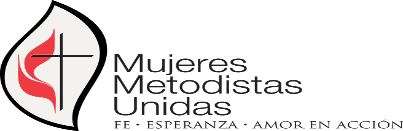 Mujeres
Metodistas
Unidas
FE • ESPERANZA • AMOR EN ACCIÓN